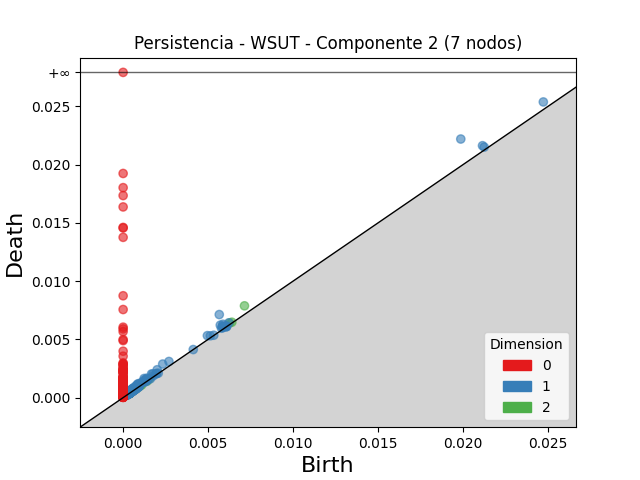 Persistencia - WSUT - Componente 2 (7 nodos)
+∞
0.025
0.020
0.015
0.010
0.005
0.000
Death
Dimension
0
1
2
0.000 0.005 0.010 0.015 0.020 0.025
Birth